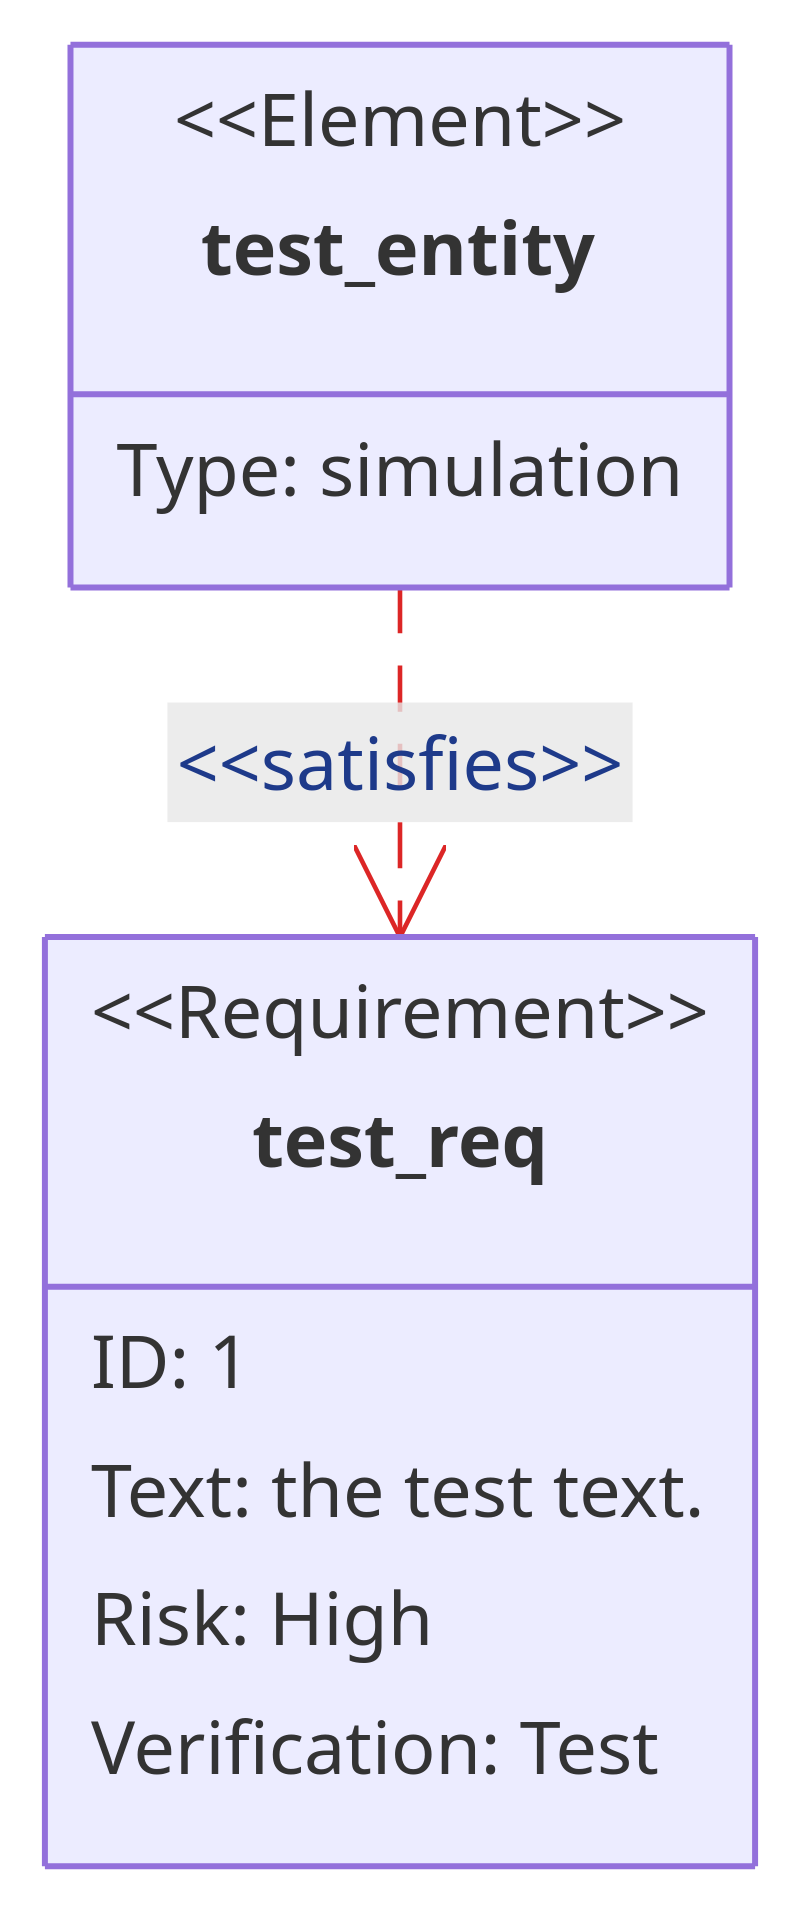 <<Element>>
test_entity
Type: simulation
<<satisfies>>
<<Requirement>>
test_req
ID: 1
Text: the test text.
Risk: High
Verification: Test